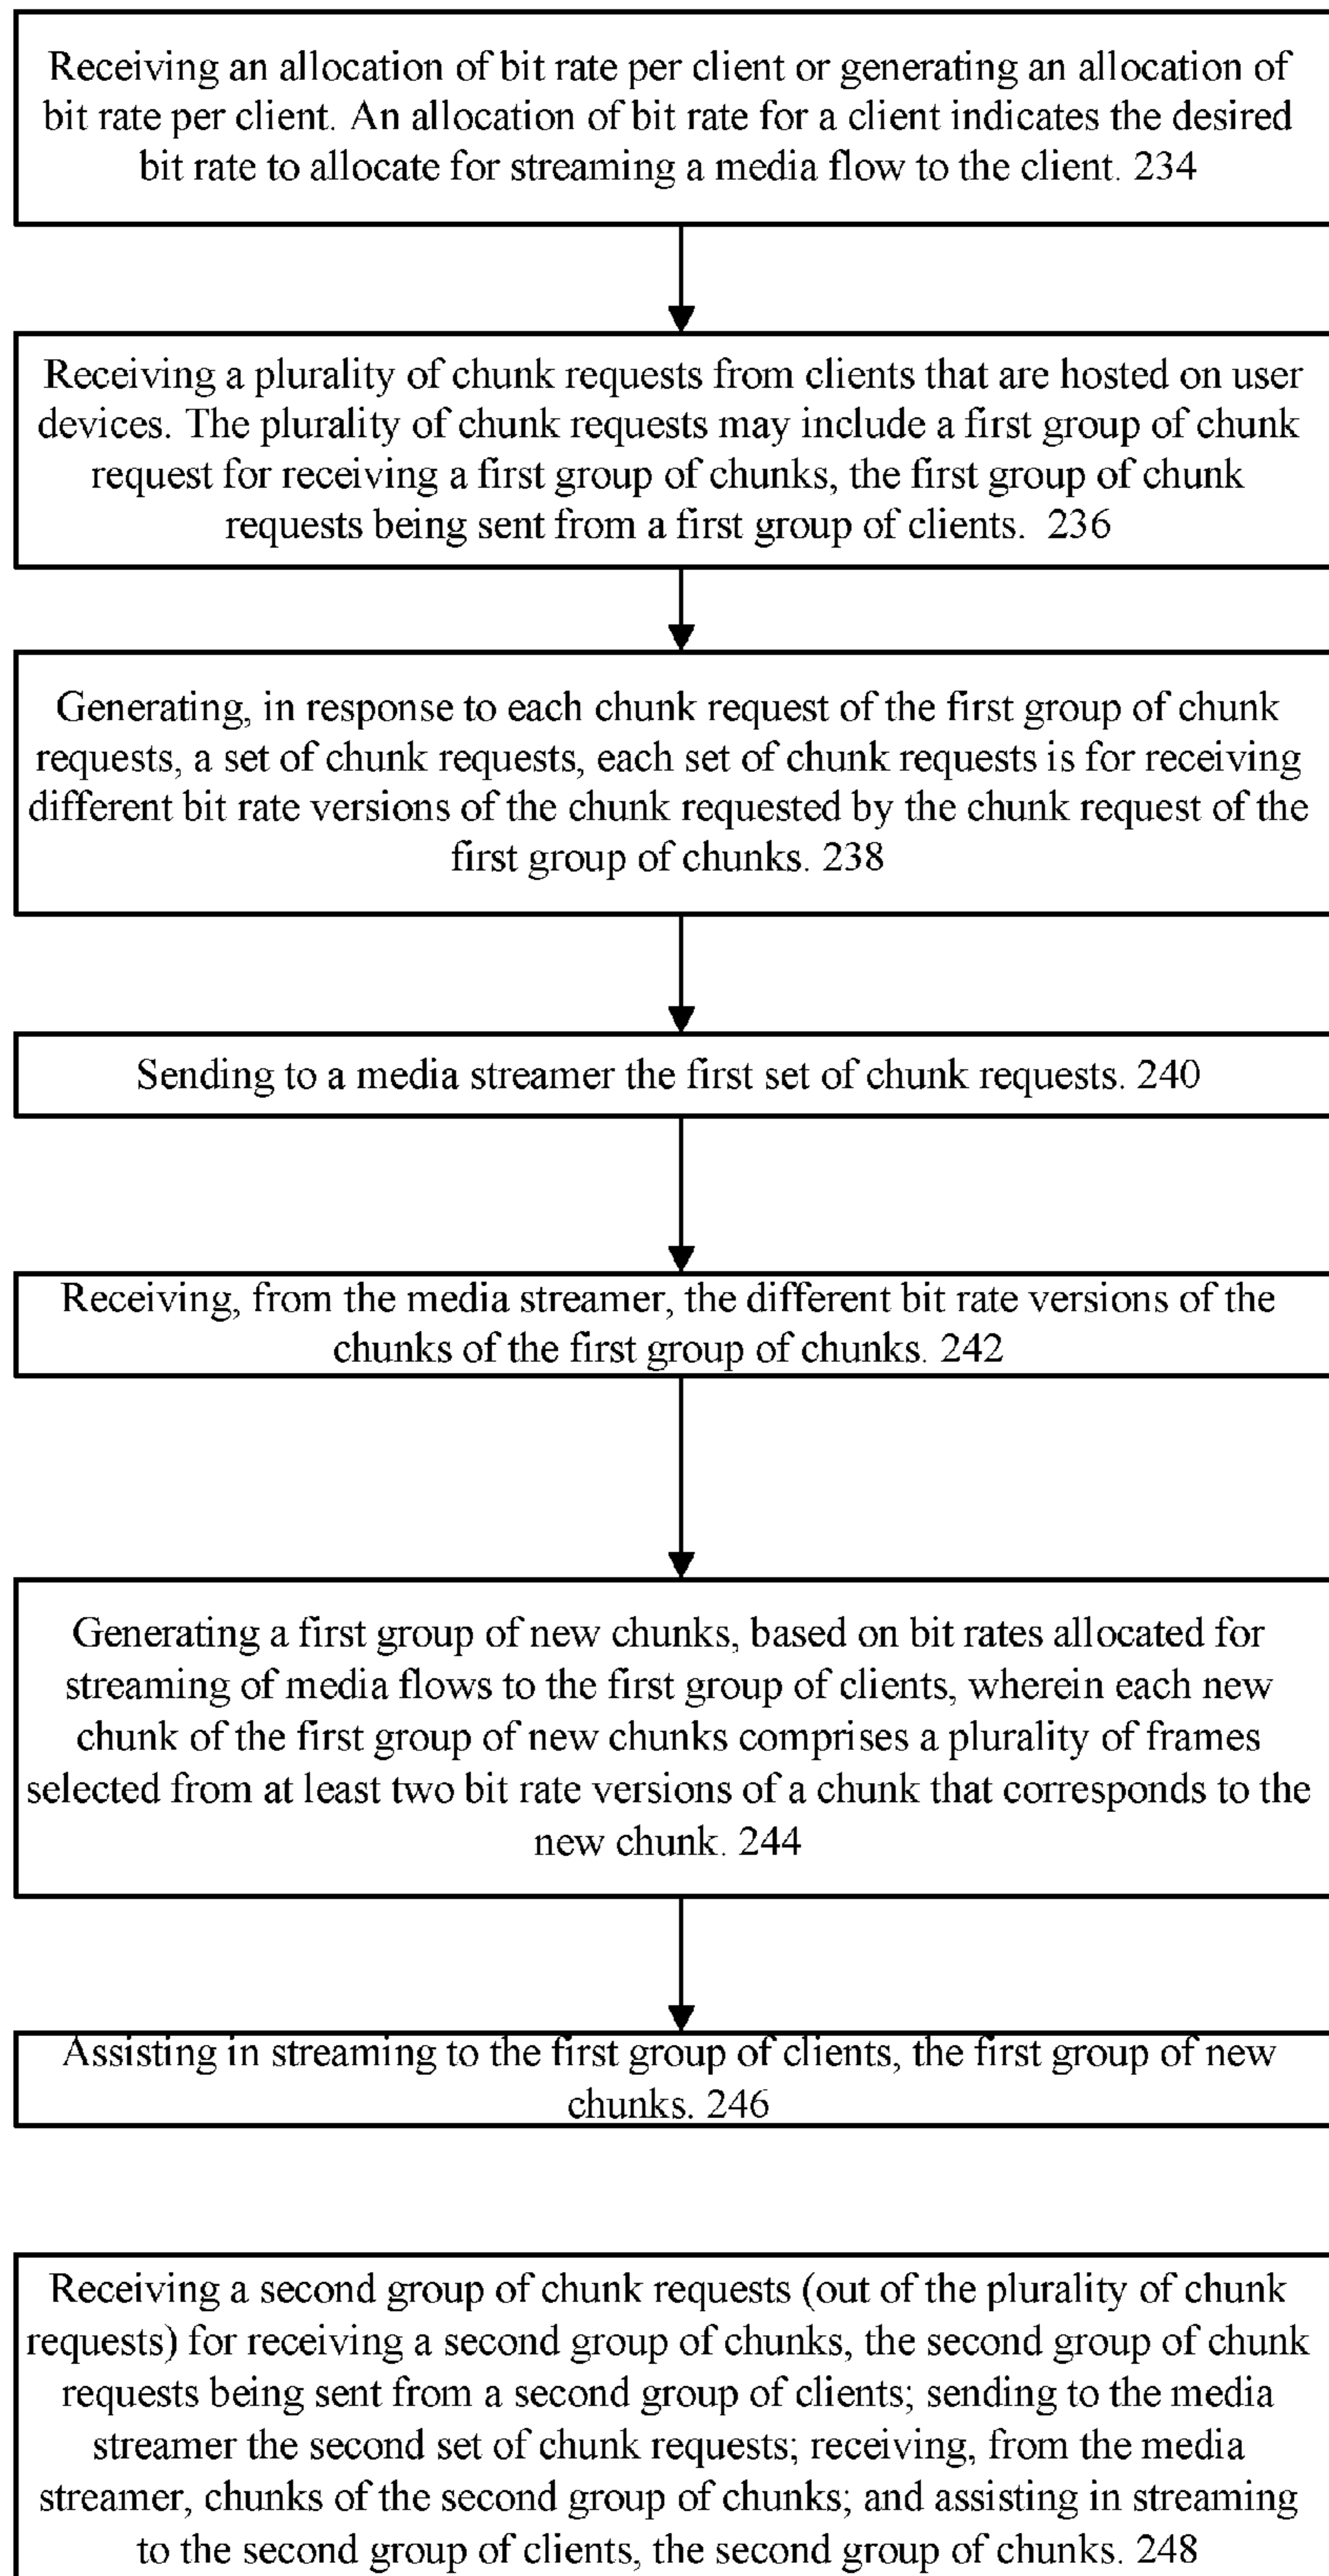 Receiving an allocation of bit rate per client or generating an allocation of
bit rate per client. An allocation of bit rate for a client indicates the desired
bit rate to allocate for streaming a media flow to the client. 234
Receiving a plurality of chunk requests from clients that are hosted on user
devices. The plurality of chunk requests may include a first group of chunk
request for receiving a first group of chunks, the first group of chunk
requests being sent from a first group of clients. 236
Generating, in response to each chunk request of the first group of chunk
requests, a set of chunk requests, each set of chunk requests is for receiving
different bit rate versions of the chunk requested by the chunk request of the
first group of chunks. 238
Sending to a media streamer the first set of chunk requests. 240
Receiving, from the media streamer, the different bit rate versions of the
chunks of the first group of chunks. 242
Generating a first group of new chunks, based on bit rates allocated for
streaming of media flows to the first group of clients, wherein each new
chunk of the first group of new chunks comprises a plurality of frames
selected from at least two bit rate versions of a chunk that corresponds to the
new chunk. 244
Assisting in streaming to the first group of clients, the first group of new
chunks. 246
Receiving a second group of chunk requests (out of the plurality of chunk
requests) for receiving a second group of chunks, the second group of chunk
requests being sent from a second group of clients; sending to the media
streamer the second set of chunk requests; receiving, from the media
streamer, chunks of the second group of chunks; and assisting in streaming
to the second group of clients, the second group of chunks. 248